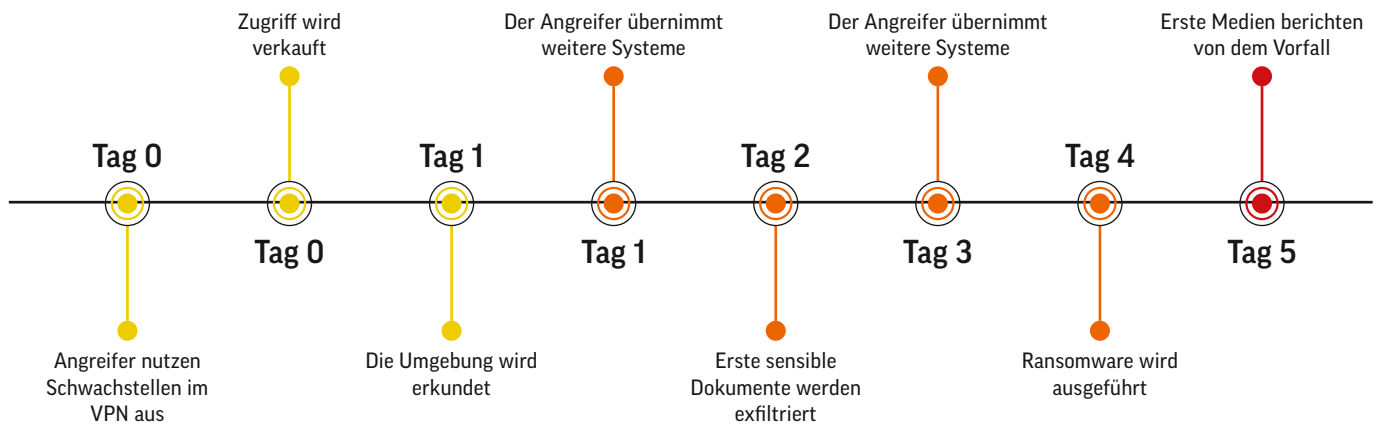 Zugriff wird
verkauft
Der Angreifer übernimmt
weitere Systeme
Der Angreifer übernimmt
weitere Systeme
Erste Medien berichten
von dem Vorfall
Tag 0
Tag 1
Tag 2
Tag 4
Tag 0
Tag 1
Tag 3
Tag 5
Angreifer nutzen
Schwachstellen im
VPN aus
Die Umgebung wird
erkundet
Erste sensible
Dokumente werden
exfiltriert
Ransomware wird
ausgeführt